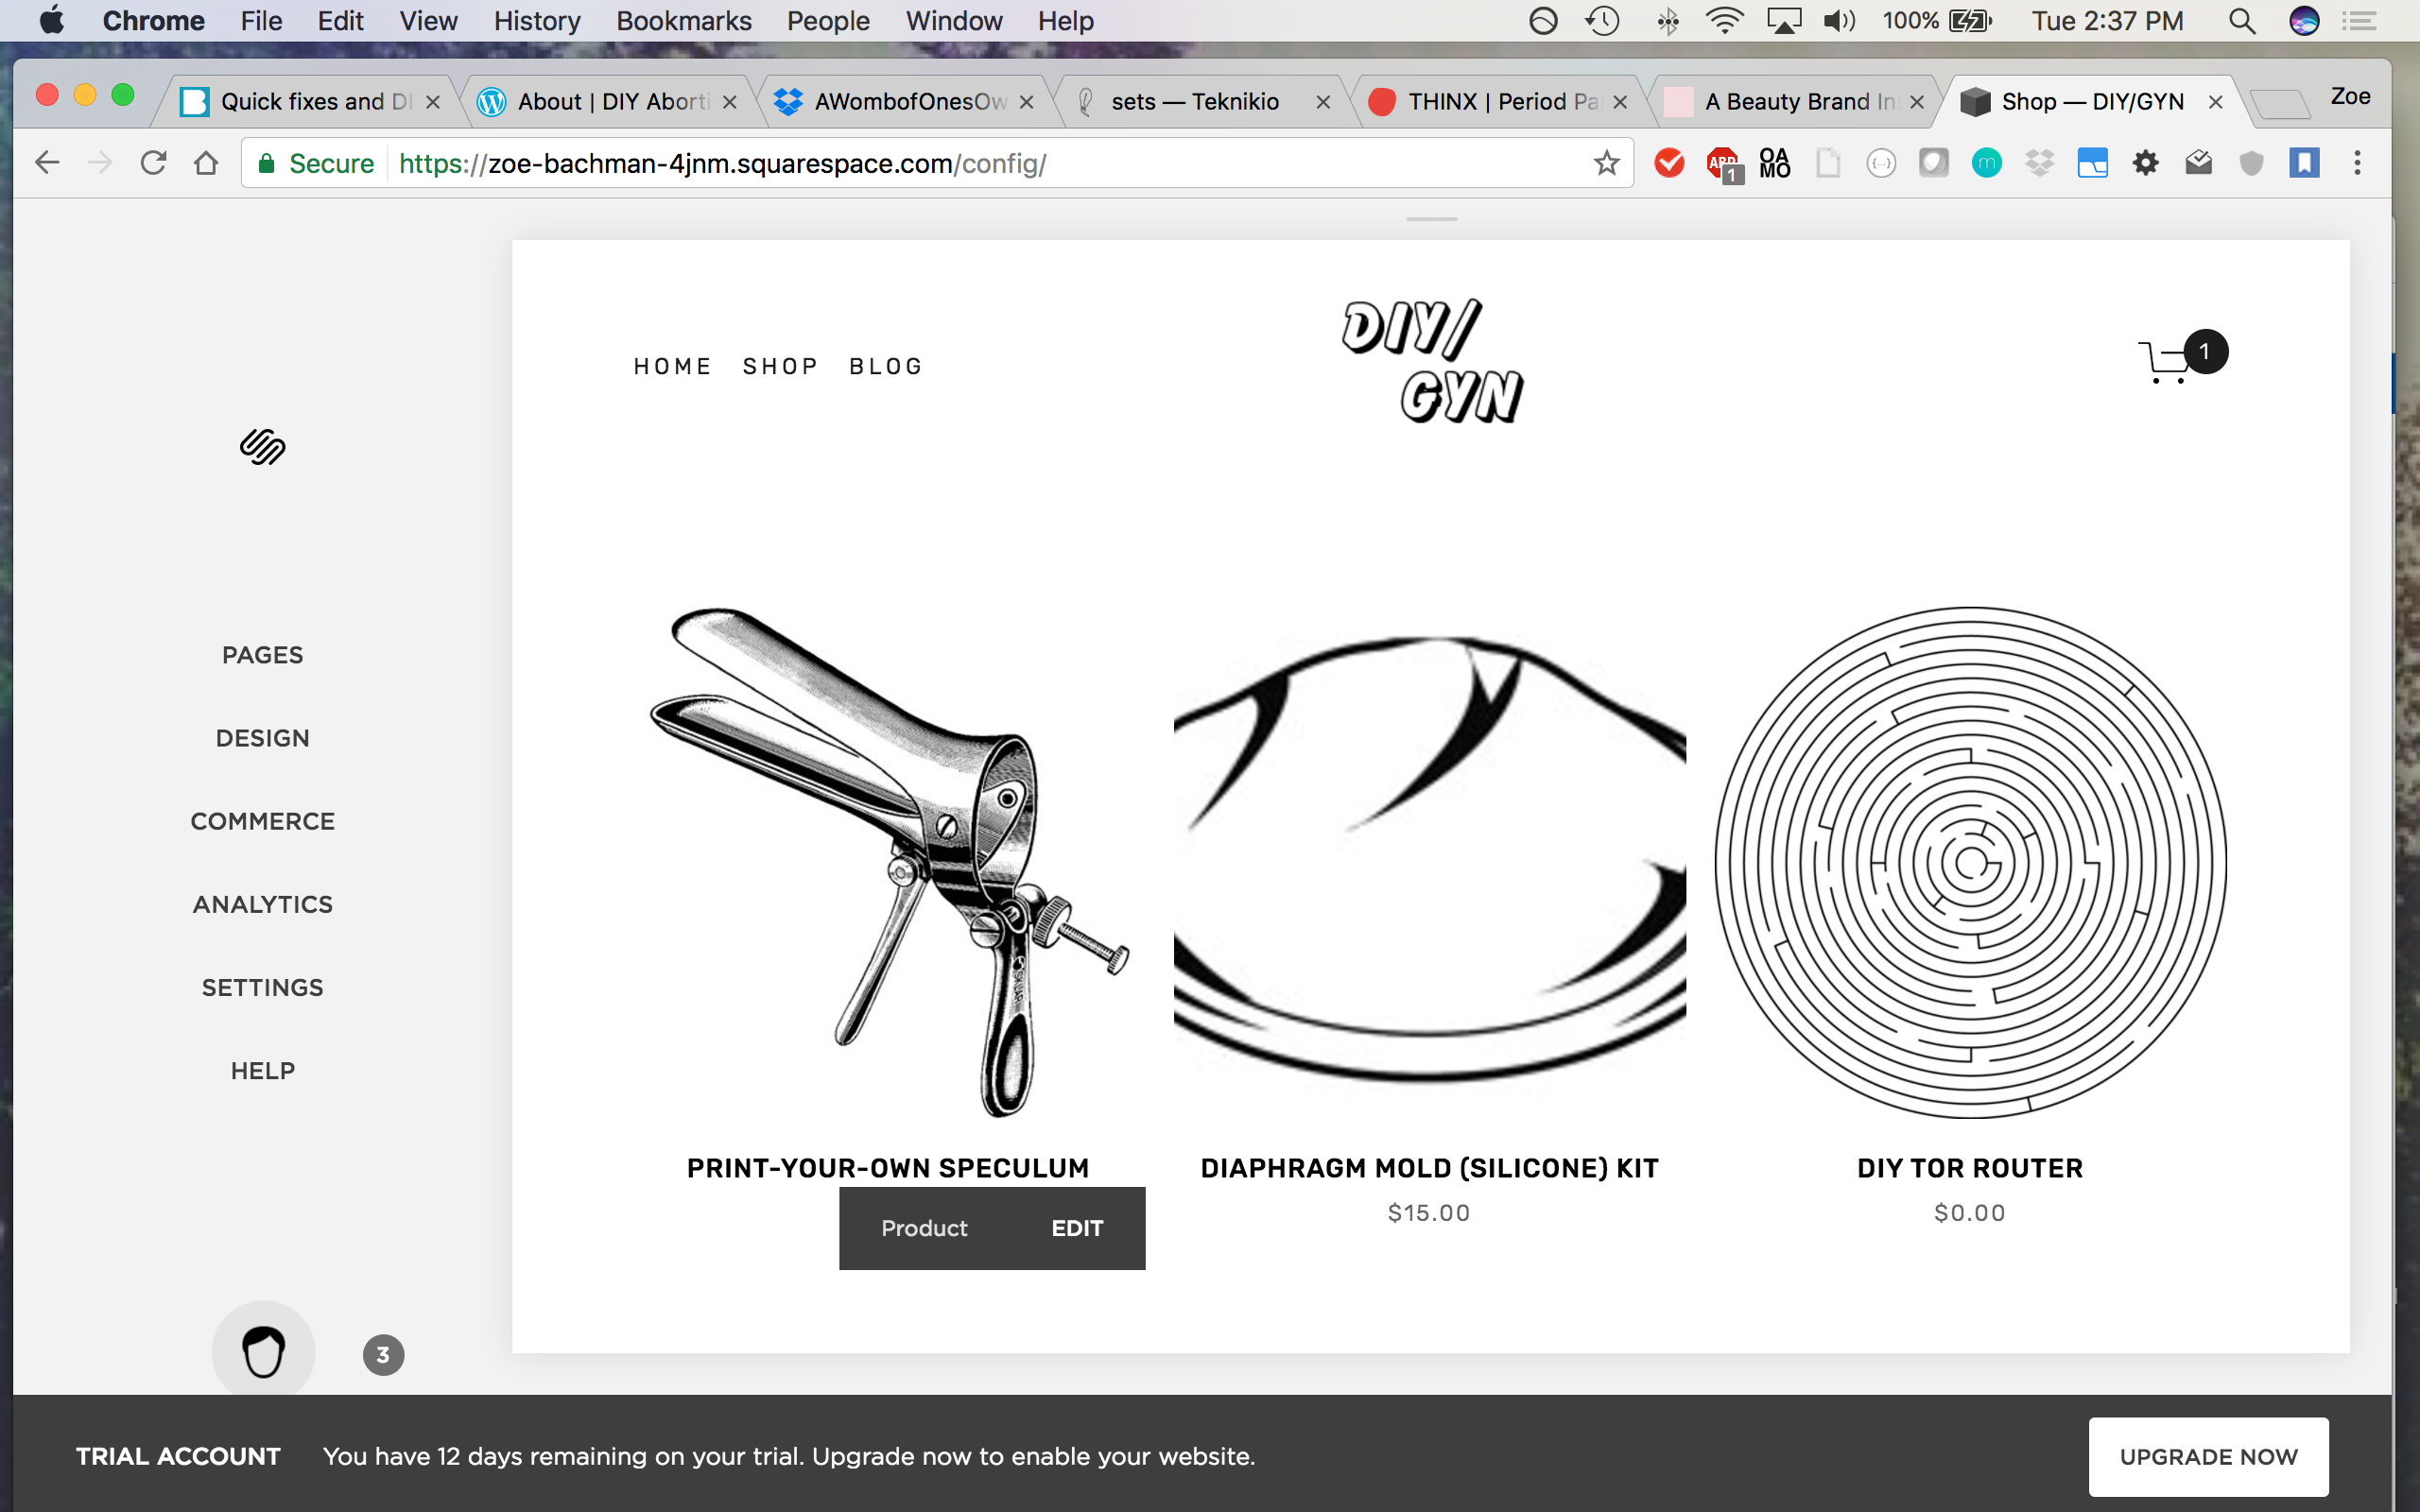 Chrome File Edit View History Bookmarks People Window Help 100% Tue 2:37 PM
Quick fixes and DI About | DIY Aborti AWombofOnesOw sets — Teknikio THINX | Period Pa A Beauty Brand In Shop — DIY/GYN Zoe
Secure https://zoe-bachman-4jnm.squarespace.com/config/ ABP 1 OA MO {...} m
DIY/
GYN
HOME SHOP BLOG
1
PAGES
DESIGN
COMMERCE
ANALYTICS
SETTINGS
HELP
3
PRINT-YOUR-OWN SPECULUM
Product EDIT
DIAPHRAGM MOLD (SILICONE) KIT
$15.00
DIY TOR ROUTER
$0.00
TRIAL ACCOUNT You have 12 days remaining on your trial. Upgrade now to enable your website.
UPGRADE NOW